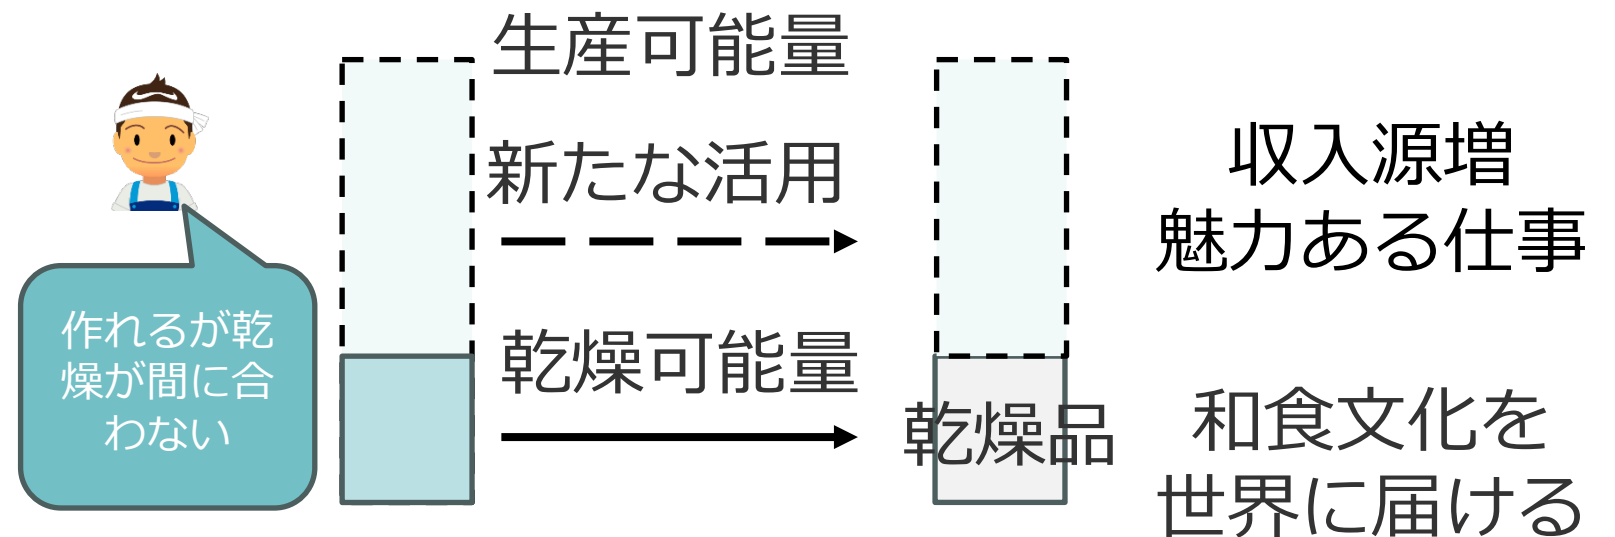 生産可能量
新たな活用
乾燥可能量
作れるが乾
燥が間に合
わない
乾燥品
収入源増
魅力ある仕事
和食文化を
世界に届ける